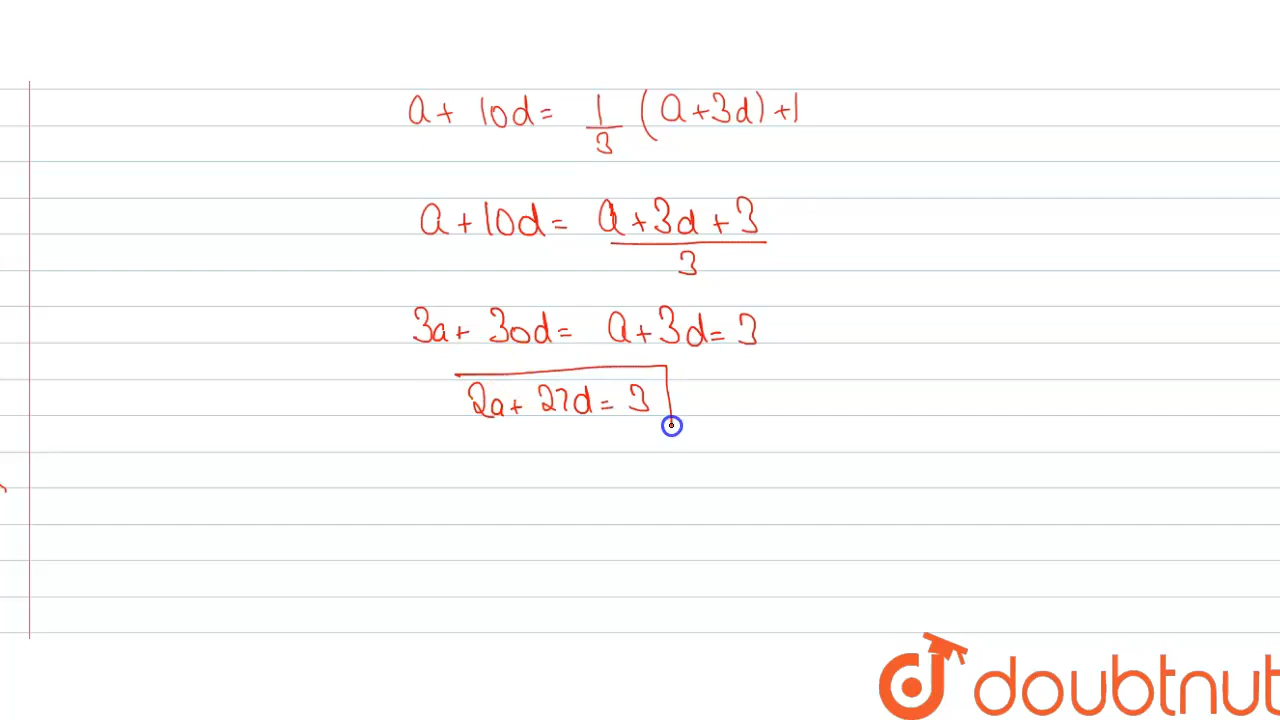 a + 10d = 1/3 (a+3d)+1
a + 10d = a + 3d + 3 / 3
3a + 30d = a + 3d = 3
2a + 27d = 3
doubtnut